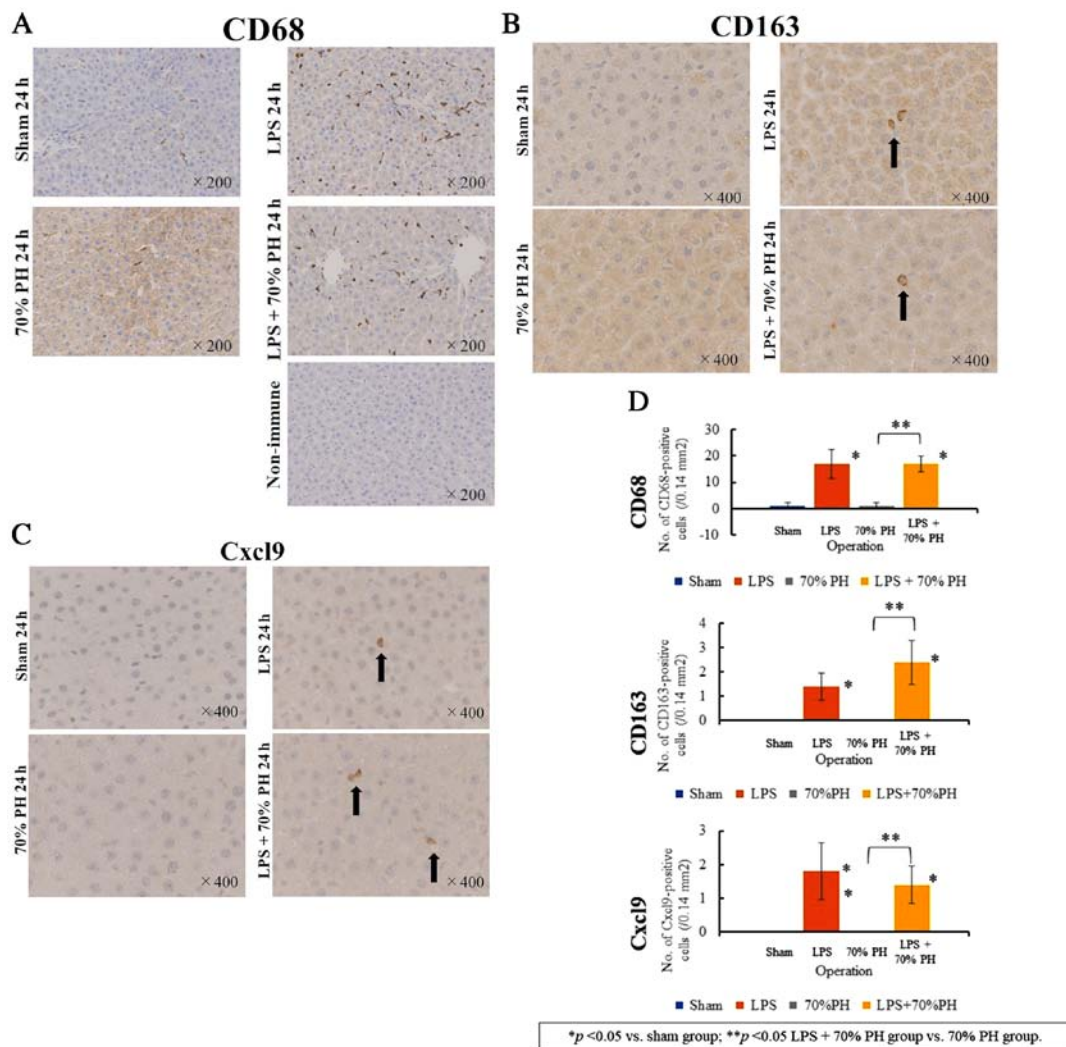 A
CD68
Sham 24 h
×200
LPS 24 h
×200
70% PH 24 h
×200
LPS + 70% PH 24 h
×200
Non-immune
×200
B
CD163
Sham 24 h
×400
LPS 24 h
×400
70% PH 24 h
×400
LPS + 70% PH 24 h
×400
C
Cxcl9
Sham 24 h
×400
LPS 24 h
×400
70% PH 24 h
×400
LPS + 70% PH 24 h
×400
D
CD68
No. of CD68-positive
cells (/0.14 mm2)
30
20
10
0
-10
*
**
*
Sham
LPS
70% PH
LPS +
70% PH
Operation
Sham
LPS
70% PH
LPS + 70% PH
CD163
No. of CD163-positive
cells (/0.14 mm2)
4
3
2
1
0
*
**
*
Sham
LPS
70% PH
LPS +
70% PH
Operation
Sham
LPS
70%PH
LPS+70%PH
Cxcl9
No. of Cxcl9-positive
cells (/0.14 mm2)
3
2
1
0
*
*
**
*
Sham
LPS
70% PH
LPS +
70% PH
Operation
Sham
LPS
70%PH
LPS+70%PH
*p <0.05 vs. sham group; **p <0.05 LPS + 70% PH group vs. 70% PH group.